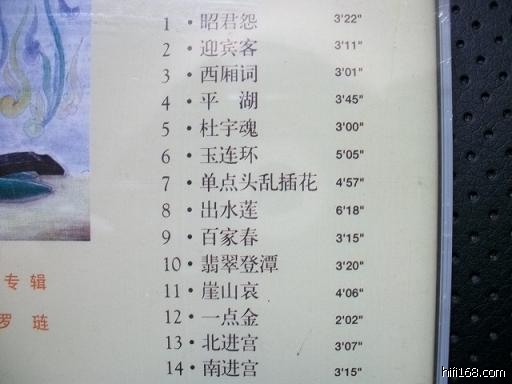 1・昭君怨 3'22"
2・迎宾客 3'11"
3・西厢词 3'01"
4・平 湖 3'45"
5・杜宇魂 3'00"
6・玉连环 5'05"
7・单点头乱插花 4'57"
8・出水莲 6'18"
9・百家春 3'15"
10・翡翠登潭 3'20"
11・崖山哀 4'06"
12・一点金 2'02"
13・北进宫 3'07"
14・南进宫 3'15"
专辑
罗 琏
hifi168.com